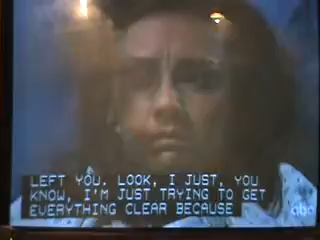 LEFT YOU. LOOK, I JUST, YOU
KNOW, I'M JUST TRYING TO GET
EVERYTHING CLEAR BECAUSE
abc